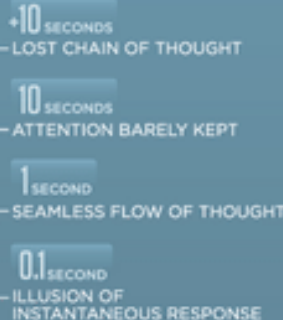 +10 SECONDS
LOST CHAIN OF THOUGHT
10 SECONDS
ATTENTION BARELY KEPT
1 SECOND
SEAMLESS FLOW OF THOUGHT
0.1 SECOND
ILLUSION OF
INSTANTANEOUS RESPONSE